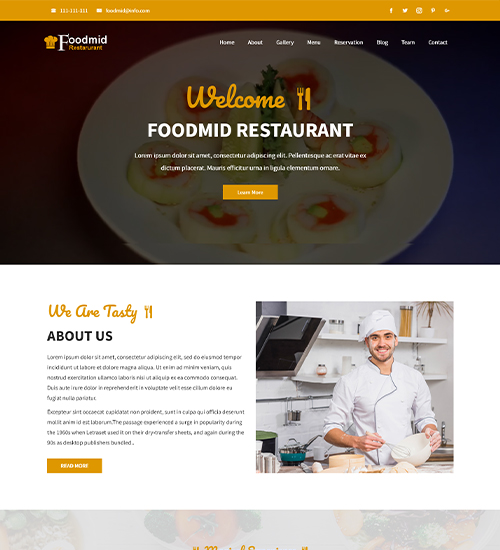 111-111-111 foodmid@info.com
Foodmid
Restarurant
Home About Gallery Menu Reservation Blog Team Contact
Welcome
FOODMID RESTAURANT
Lorem ipsum dolor sit amet, consectetur adipiscing elit. Pellentesque ac erat vitae ex
dictum placerat. Mauris efficitur urna in ligula elementum ornare.
Learn More
We Are Tasty
ABOUT US
Lorem ipsum dolor sit amet, consectetur adipiscing elit, sed do eiusmod tempor
incididunt ut labore et dolore magna aliqua. Ut enim ad minim veniam, quis
nostrud exercitation ullamco laboris nisi ut aliquip ex ea commodo consequat.
Duis aute irure dolor in reprehenderit in voluptate velit esse cillum dolore eu
fugiat nulla pariatur.
Excepteur sint occaecat cupidatat non proident, sunt in culpa qui officia deserunt
mollit anim id est laborum.The passage experienced a surge in popularity during
the 1960s when Letraset used it on their dry-transfer sheets, and again during the
90s as desktop publishers bundled..
READ MORE